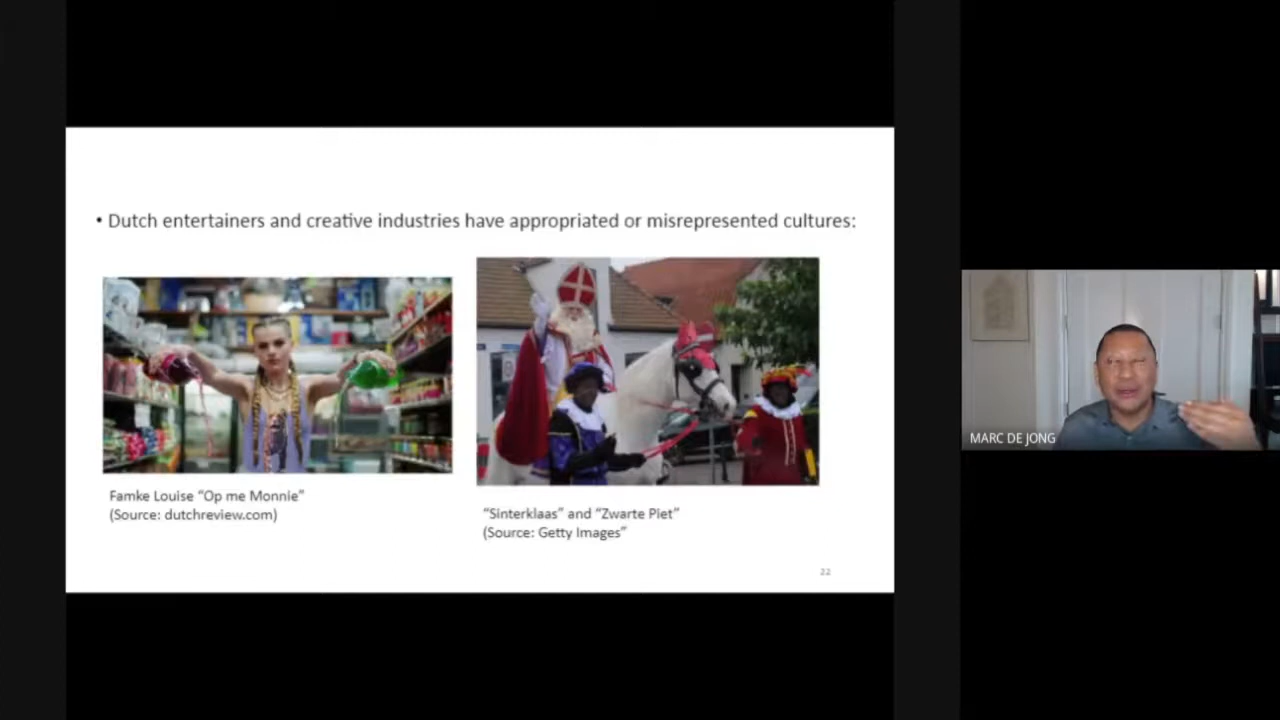 • Dutch entertainers and creative industries have appropriated or misrepresented cultures:
Famke Louise “Op me Monnie”
(Source: dutchreview.com)
“Sinterklaas” and “Zwarte Piet”
(Source: Getty Images”
22
MARC DE JONG